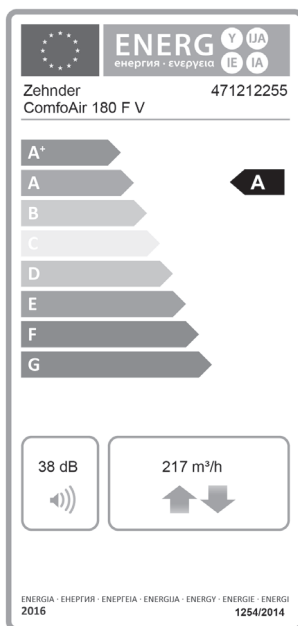 ENERG Y IJA
енергия · ενεργεια IE IA
Zehnder 471212255
ComfoAir 180 F V
A+
A A
B
C
D
E
F
G
38 dB 217 m³/h
ENERGIA · ЕНЕРГИЯ · ΕΝΕΡΓΕΙΑ · ENERGIJA · ENERGY · ENERGIE · ENERGI
2016 1254/2014